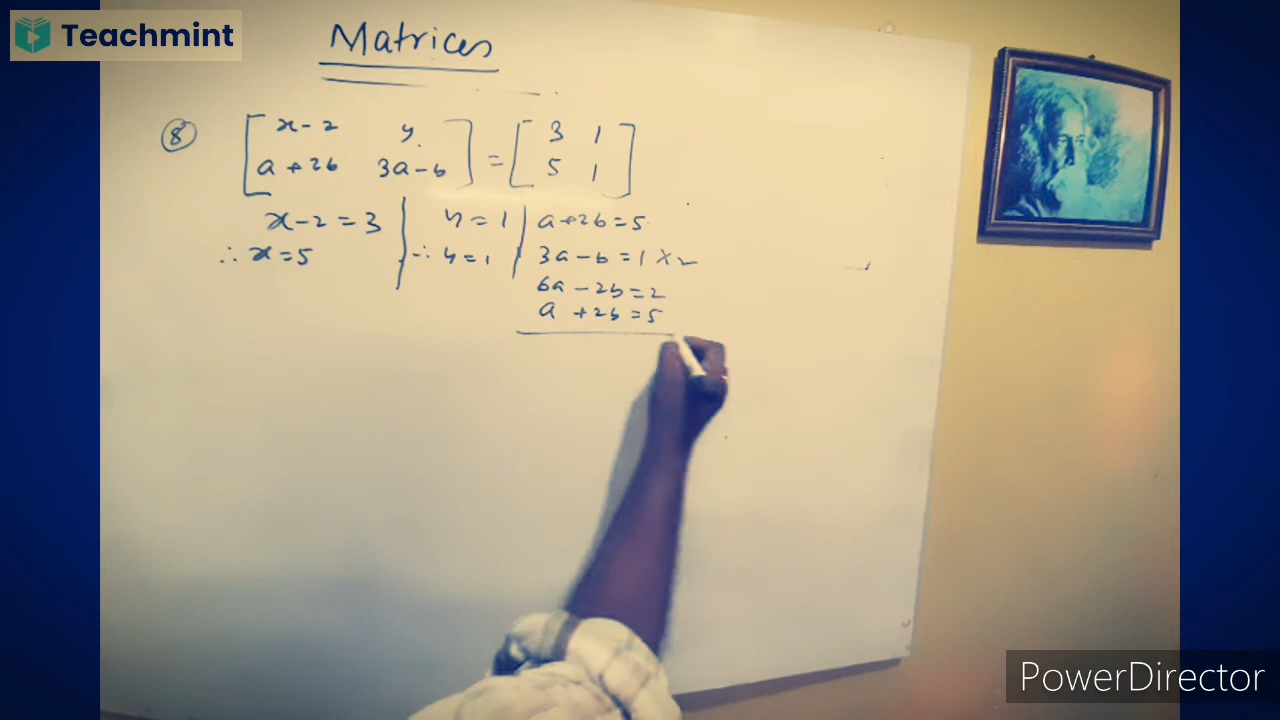 Teachmint
Matrices
8
[x-2 y
a+2b 3a-b] = [3 1
5 1]
x-2=3 | y=1 | a+2b=5
∴ x=5 | ∴ y=1 | 3a-b=1 x2
6a-2b=2
a +2b=5
PowerDirector